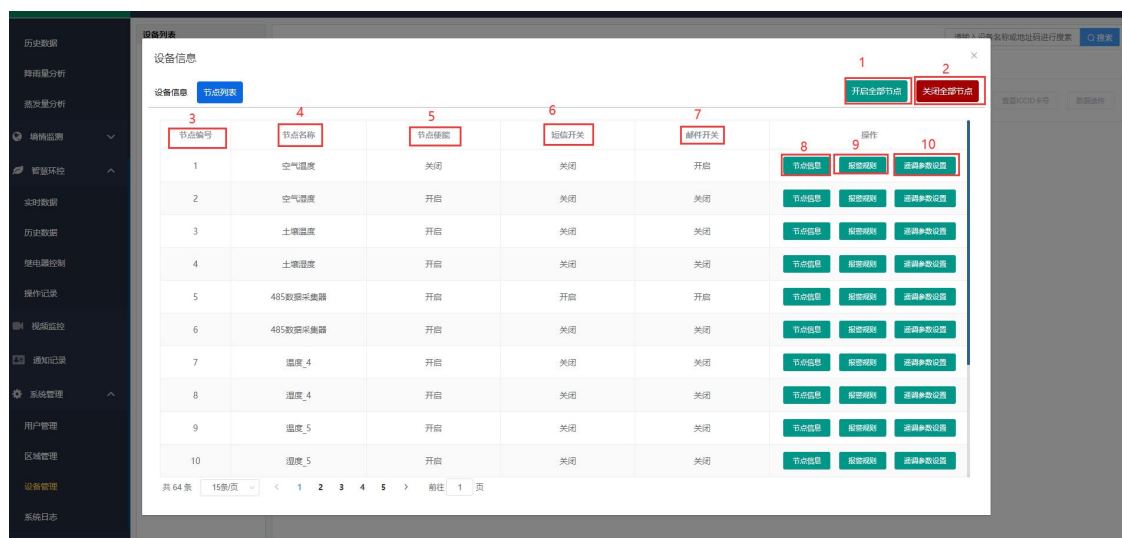 历史数据
降雨量分析
蒸发量分析
墒情监测
智慧环控
实时数据
历史数据
继电器控制
操作记录
视频监控
通知记录
系统管理
用户管理
区域管理
设备管理
系统日志
设备列表
请输入设备名称或地址码进行搜素 搜素
设备信息 ×
1 2
设备信息 节点列表 开启全部节点 关闭全部节点
3 4 5 6 7
节点编号 节点名称 节点使能 短信开关 邮件开关 操作
8 9 10
1 空气温度 关闭 关闭 开启 节点信息 报警规则 遥调参数设置
2 空气湿度 开启 关闭 关闭 节点信息 报警规则 遥调参数设置
3 土壤温度 开启 关闭 关闭 节点信息 报警规则 遥调参数设置
4 土壤湿度 开启 关闭 关闭 节点信息 报警规则 遥调参数设置
5 485数据采集器 开启 开启 开启 节点信息 报警规则 遥调参数设置
6 485数据采集器 开启 关闭 关闭 节点信息 报警规则 遥调参数设置
7 温度_4 开启 关闭 关闭 节点信息 报警规则 遥调参数设置
8 湿度_4 开启 关闭 关闭 节点信息 报警规则 遥调参数设置
9 温度_5 开启 关闭 关闭 节点信息 报警规则 遥调参数设置
10 湿度_5 开启 关闭 关闭 节点信息 报警规则 遥调参数设置
共 64 条 15条/页 < 1 2 3 4 5 > 前往 1 页